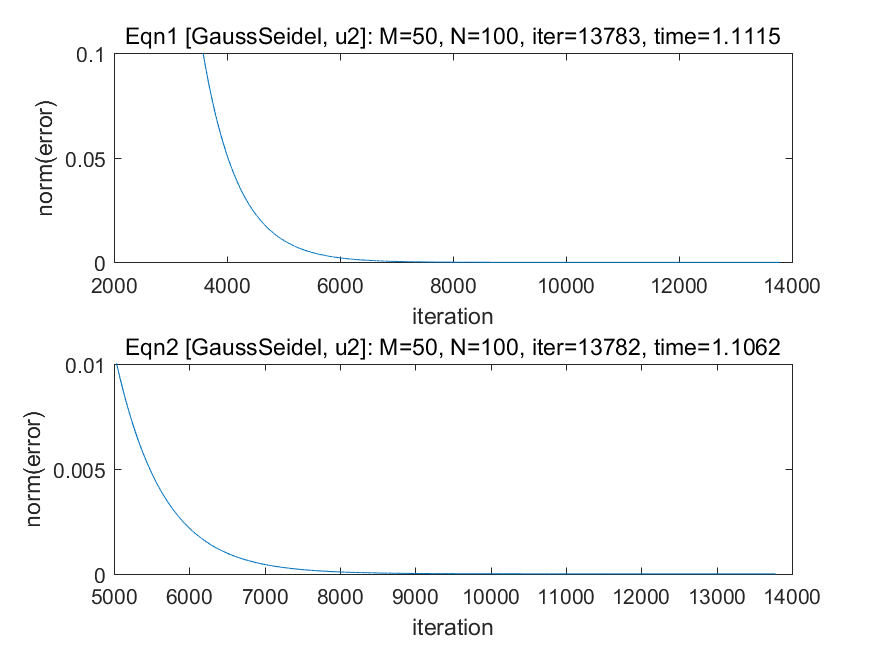 Eqn1 [GaussSeidel, u2]: M=50, N=100, iter=13783, time=1.1115
0.1
0.05
0
norm(error)
2000 4000 6000 8000 10000 12000 14000
iteration
Eqn2 [GaussSeidel, u2]: M=50, N=100, iter=13782, time=1.1062
0.01
0.005
0
norm(error)
5000 6000 7000 8000 9000 10000 11000 12000 13000 14000
iteration